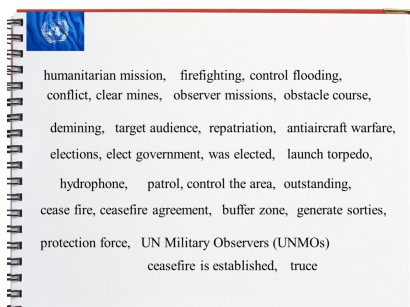 humanitarian mission, firefighting, control flooding,
conflict, clear mines, observer missions, obstacle course,
demining, target audience, repatriation, antiaircraft warfare,
elections, elect government, was elected, launch torpedo,
hydrophone, patrol, control the area, outstanding,
cease fire, ceasefire agreement, buffer zone, generate sorties,
protection force, UN Military Observers (UNMOs)
ceasefire is established, truce